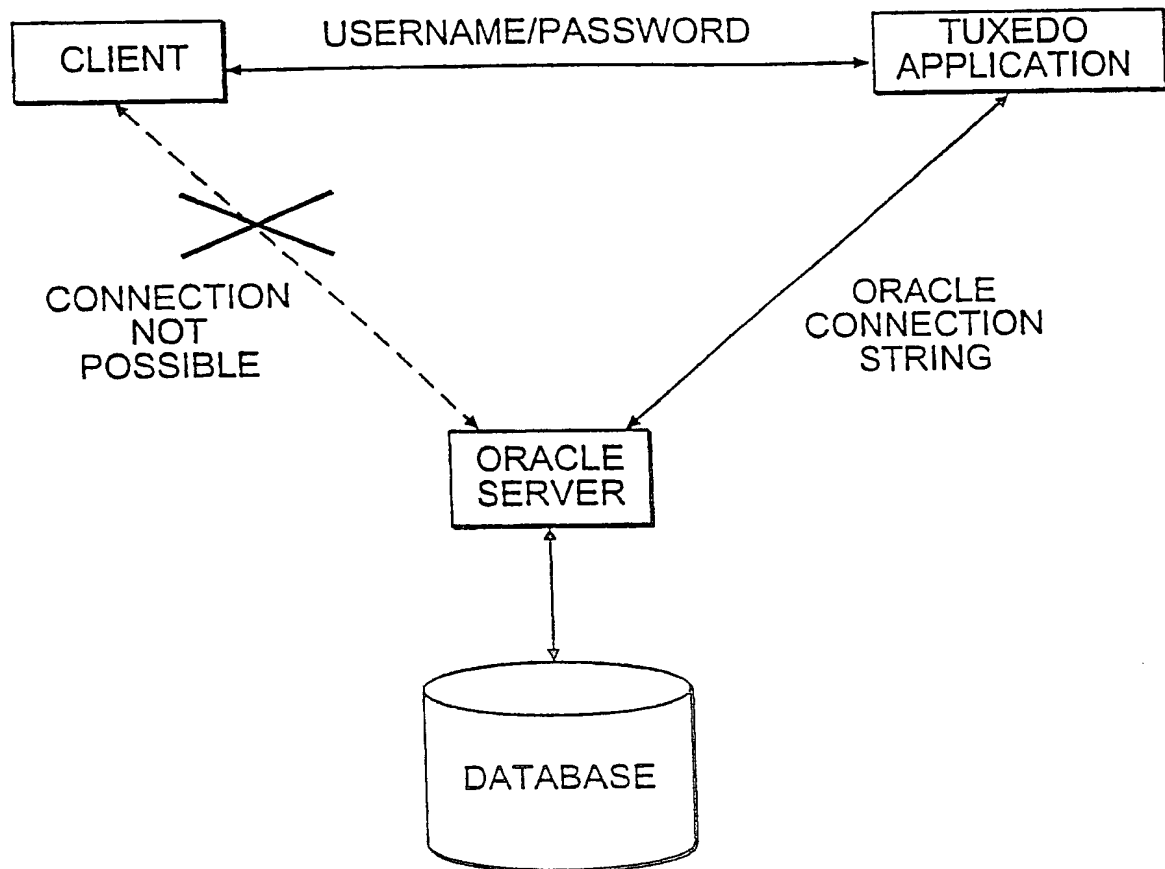 CLIENT
USERNAME/PASSWORD
TUXEDO
APPLICATION
CONNECTION
NOT
POSSIBLE
ORACLE
CONNECTION
STRING
ORACLE
SERVER
DATABASE